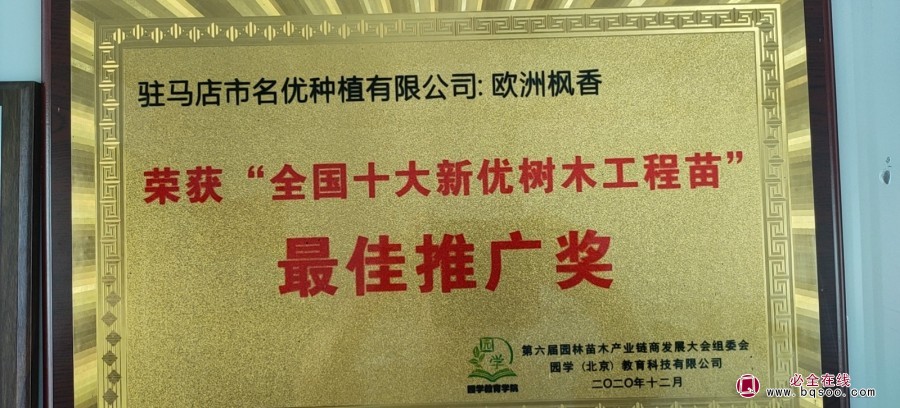 驻马店市名优种植有限公司: 欧洲枫香
荣获“全国十大新优树木工程苗”
最佳推广奖
园学
园学教育学院
第六届园林苗木产业链商发展大会组委会
园学（北京）教育科技有限公司
二〇二〇年十二月
必全在线
www.bqsoo.com